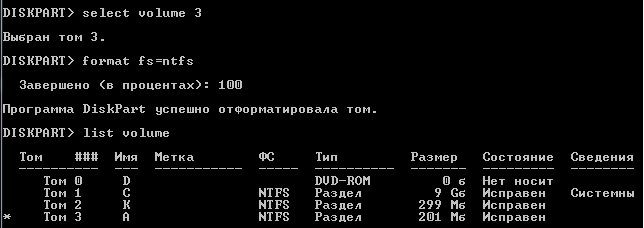 DISKPART> select volume 3
Выбран том 3.
DISKPART> format fs=ntfs
Завершено (в процентах): 100
Программа DiskPart успешно отформатировала том.
DISKPART> list volume
Том ### Имя Метка ФС Тип Размер Состояние Сведения
---------- --- ----------- ----- ---------- ------- --------- --------
Том 0 D DVD-ROM 0 б Нет носит
Том 1 C NTFS Раздел 9 Gб Исправен Системны
Том 2 K NTFS Раздел 299 Mб Исправен
* Том 3 A NTFS Раздел 201 Mб Исправен